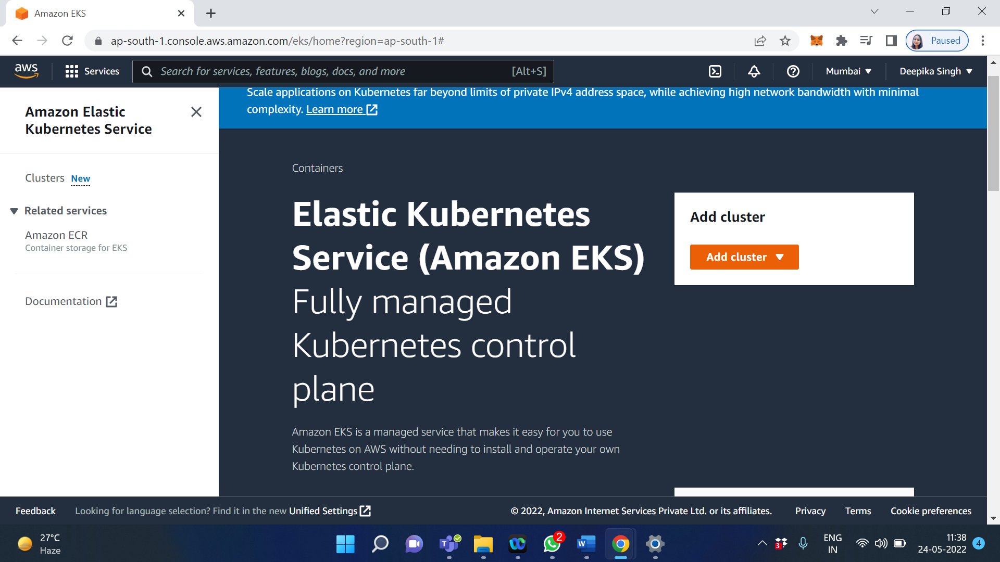 Amazon EKS
ap-south-1.console.aws.amazon.com/eks/home?region=ap-south-1#
Paused
aws
Services
Search for services, features, blogs, docs, and more
[Alt+S]
Mumbai
Deepika Singh
Amazon Elastic
Kubernetes Service
Clusters New
Related services
Amazon ECR
Container storage for EKS
Documentation
Scale applications on Kubernetes far beyond limits of private IPv4 address space, while achieving high network bandwidth with minimal
complexity. Learn more
Containers
Elastic Kubernetes
Service (Amazon EKS)
Fully managed
Kubernetes control
plane
Amazon EKS is a managed service that makes it easy for you to use
Kubernetes on AWS without needing to install and operate your own
Kubernetes control plane.
Add cluster
Add cluster
Feedback
Looking for language selection? Find it in the new Unified Settings
© 2022, Amazon Internet Services Private Ltd. or its affiliates.
Privacy
Terms
Cookie preferences
27°C
Haze
T
2
W
3
ENG
IN
11:38
24-05-2022
4